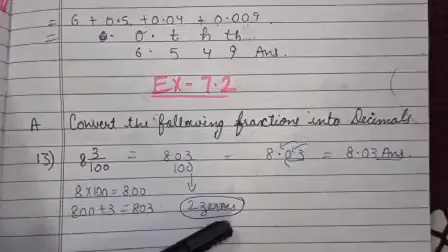 = 6 + 0.5 + 0.04 + 0.009
= O. t h th
6. 5 4 9 Ans.
EX-7.2
A Convert the following fractions into Decimals
13) 8 3/100 = 803/100 = 8.03 = 8.03 Ans.
8×100=800
800+3=803 2 zeroes